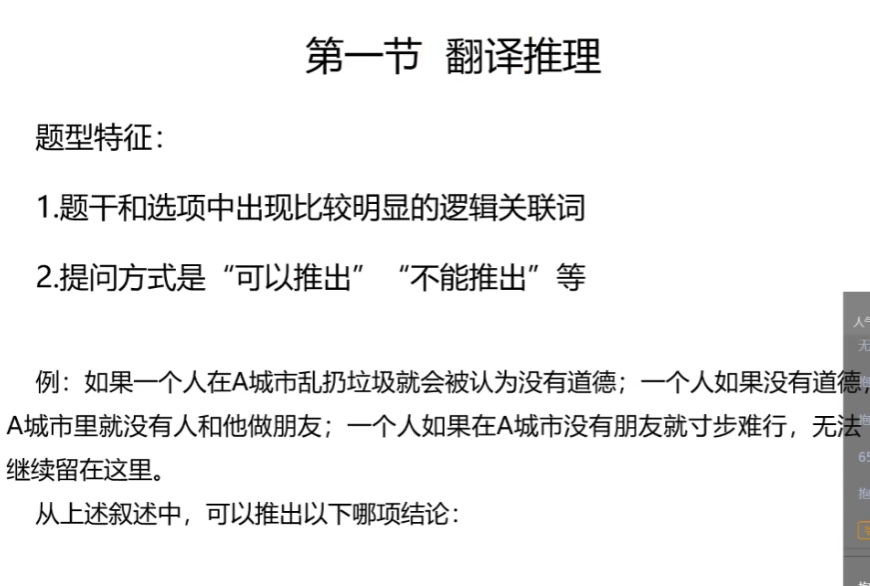 第一节 翻译推理
题型特征：
1.题干和选项中出现比较明显的逻辑关联词
2.提问方式是“可以推出” “不能推出”等
例：如果一个人在A城市乱扔垃圾就会被认为没有道德；一个人如果没有道德，
A城市里就没有人和他做朋友；一个人如果在A城市没有朋友就寸步难行，无法
继续留在这里。
从上述叙述中，可以推出以下哪项结论：
人气
无
65